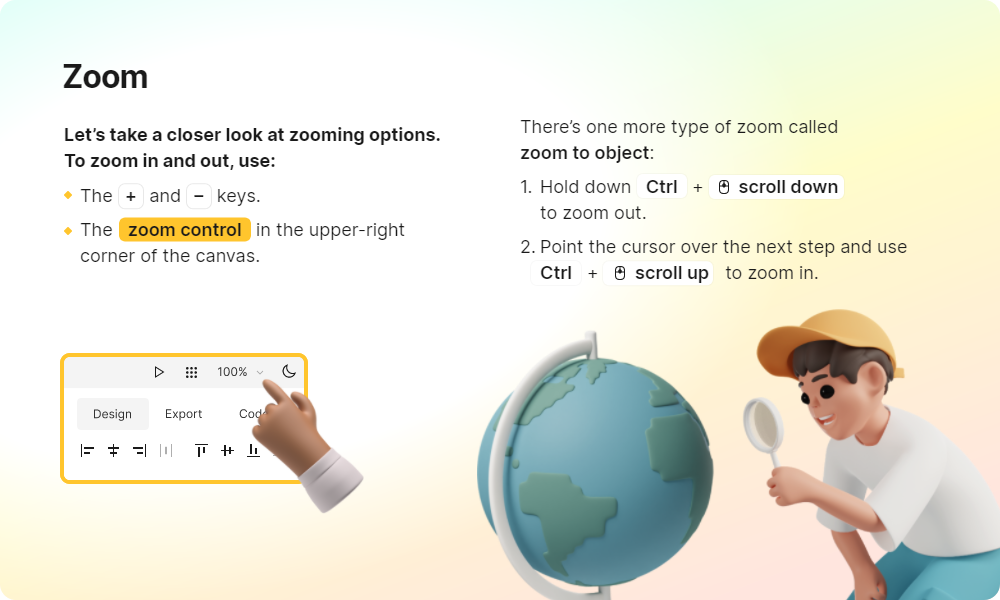 Zoom
Let's take a closer look at zooming options.
To zoom in and out, use:
The + and − keys.
The zoom control in the upper-right
corner of the canvas.
There's one more type of zoom called
zoom to object:
1. Hold down Ctrl + scroll down
to zoom out.
2. Point the cursor over the next step and use
Ctrl + scroll up to zoom in.
100%
Design Export